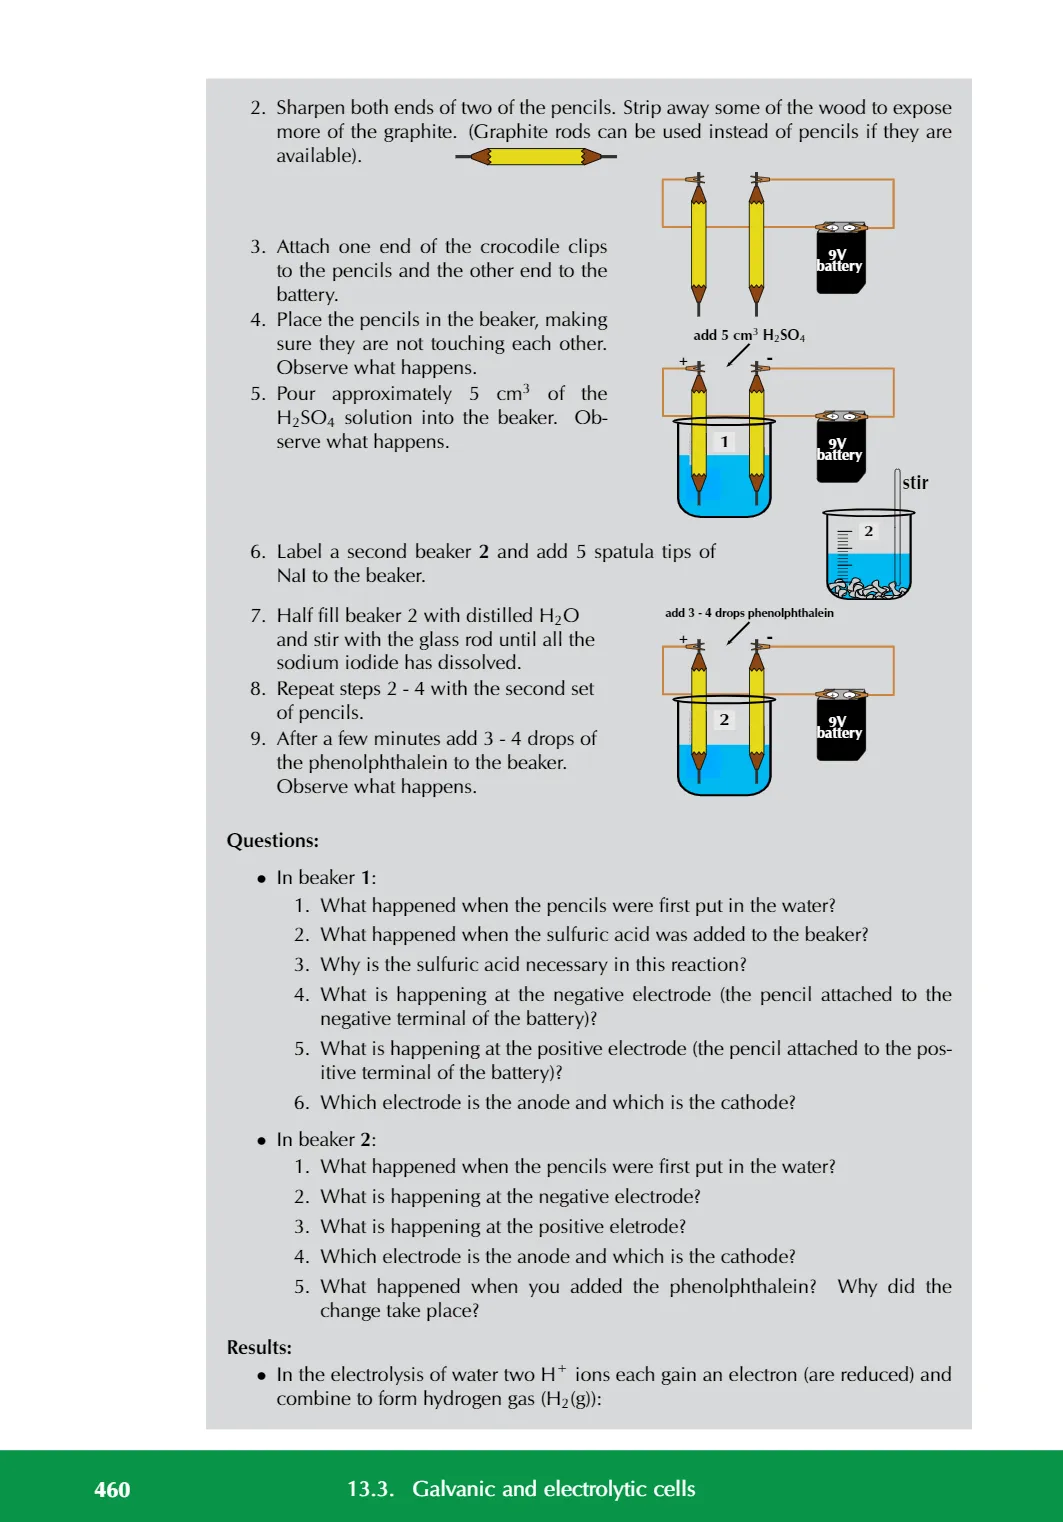 2. Sharpen both ends of two of the pencils. Strip away some of the wood to expose
more of the graphite. (Graphite rods can be used instead of pencils if they are
available).
9V
battery
3. Attach one end of the crocodile clips
to the pencils and the other end to the
battery.
4. Place the pencils in the beaker, making
sure they are not touching each other.
Observe what happens.
5. Pour approximately 5 cm³ of the
H₂SO₄ solution into the beaker. Ob-
serve what happens.
add 5 cm³ H₂SO₄
+ -
1
9V
battery
stir
2
6. Label a second beaker 2 and add 5 spatula tips of
NaI to the beaker.
7. Half fill beaker 2 with distilled H₂O
and stir with the glass rod until all the
sodium iodide has dissolved.
8. Repeat steps 2 - 4 with the second set
of pencils.
9. After a few minutes add 3 - 4 drops of
the phenolphthalein to the beaker.
Observe what happens.
add 3 - 4 drops phenolphthalein
+ -
2
9V
battery
Questions:
• In beaker 1:
1. What happened when the pencils were first put in the water?
2. What happened when the sulfuric acid was added to the beaker?
3. Why is the sulfuric acid necessary in this reaction?
4. What is happening at the negative electrode (the pencil attached to the
negative terminal of the battery)?
5. What is happening at the positive electrode (the pencil attached to the pos-
itive terminal of the battery)?
6. Which electrode is the anode and which is the cathode?
• In beaker 2:
1. What happened when the pencils were first put in the water?
2. What is happening at the negative electrode?
3. What is happening at the positive eletrode?
4. Which electrode is the anode and which is the cathode?
5. What happened when you added the phenolphthalein? Why did the
change take place?
Results:
• In the electrolysis of water two H⁺ ions each gain an electron (are reduced) and
combine to form hydrogen gas (H₂(g)):
460 13.3. Galvanic and electrolytic cells